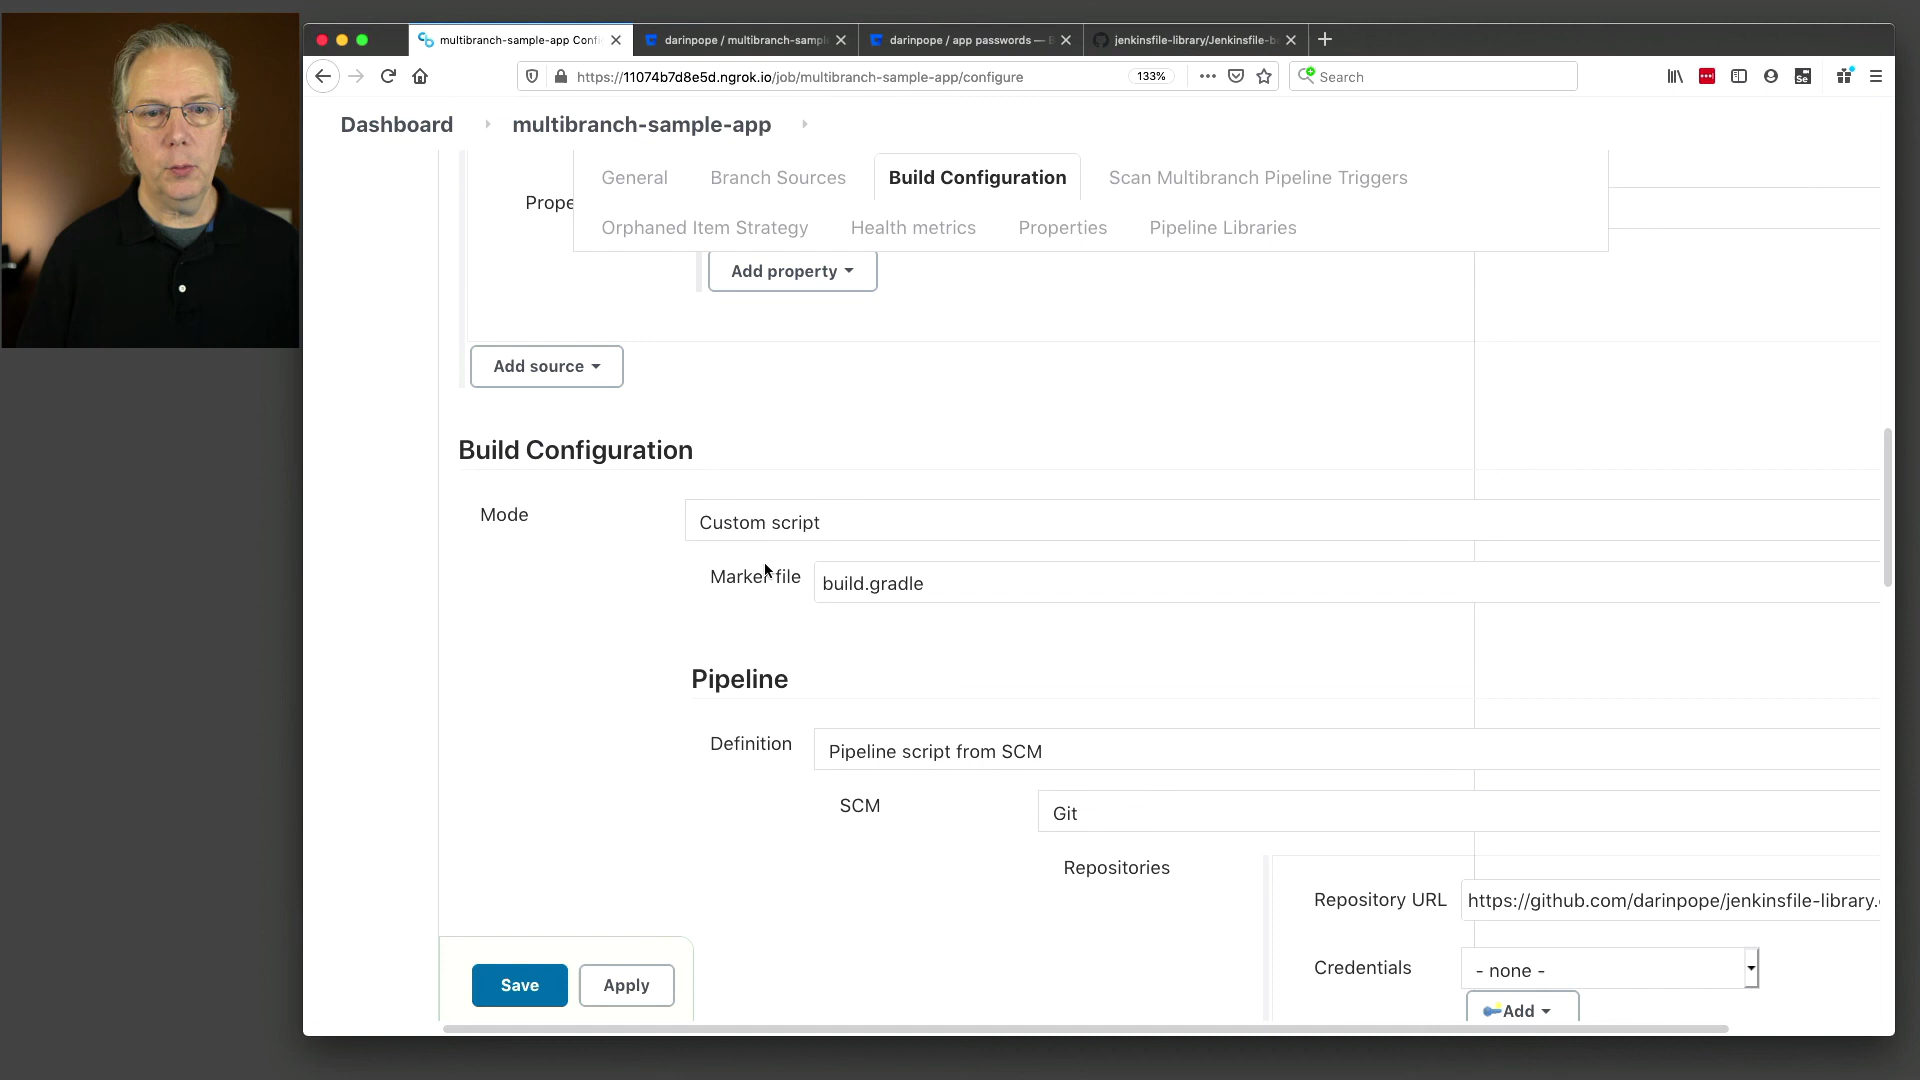 multibranch-sample-app Confi
darinpope / multibranch-sampl
darinpope / app passwords — B
jenkinsfile-library/Jenkinsfile-b
https://11074b7d8e5d.ngrok.io/job/multibranch-sample-app/configure
133%
Search
Dashboard
multibranch-sample-app
General
Branch Sources
Build Configuration
Scan Multibranch Pipeline Triggers
Prope
Orphaned Item Strategy
Health metrics
Properties
Pipeline Libraries
Add property
Add source
Build Configuration
Mode
Custom script
Marker file
build.gradle
Pipeline
Definition
Pipeline script from SCM
SCM
Git
Repositories
Repository URL
https://github.com/darinpope/jenkinsfile-library.
Credentials
- none -
Save
Apply
Add